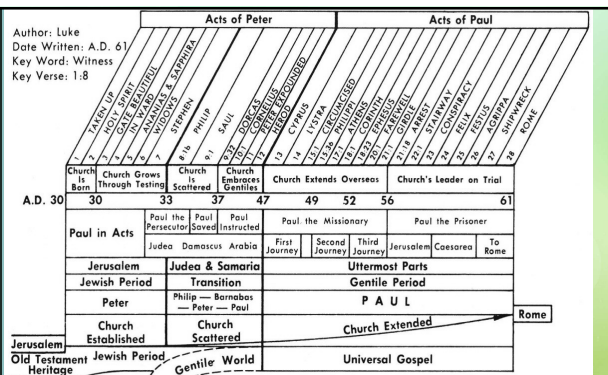 Acts of Peter
Acts of Paul
Author: Luke
Date Written: A.D. 61
Key Word: Witness
Key Verse: 1:8
TAKEN UP
HOLY SPIRIT
GATE BEAUTIFUL
IN WARD
ANANIAS & SAPPHIRA
WIDOWS
STEPHEN
PHILIP
SAUL
DORCAS
CORNELIUS
PETER EXPOUNDED
HEROD
CYPRUS
LYSTRA
CIRCUMCISED
PHILIPPI
ATHENS
CORINTH
EPHESUS
FAREWELL
GIRDLE
ARREST
STAIRWAY
CONSPIRACY
FELIX
FESTUS
AGRIPPA
SHIPWRECK
ROME
1 2 3 4 5 6 7 8·1b 9:1 9·32 10:1 11 12 13 14 15:1 15·36 17:1 18:1 18·23 20 21:1 21:18 22:1 23 24 25 26 27 28
Church Is Born
Church Grows Through Testing
Church Is Scattered
Church Embraces Gentiles
Church Extends Overseas
Church's Leader on Trial
A.D. 30 30 33 37 47 49 52 56 61
Paul in Acts
Paul the Persecutor
Paul Saved
Paul Instructed
Paul the Missionary
Paul the Prisoner
Judea Damascus Arabia
First Journey
Second Journey
Third Journey
Jerusalem
Caesarea
To Rome
Jerusalem
Judea & Samaria
Uttermost Parts
Jewish Period
Transition
Gentile Period
Peter
Philip — Barnabas
— Peter — Paul
PAUL
Rome
Church Established
Church Scattered
Church Extended
Jerusalem
Old Testament Heritage
Jewish Period
Gentile World
Universal Gospel